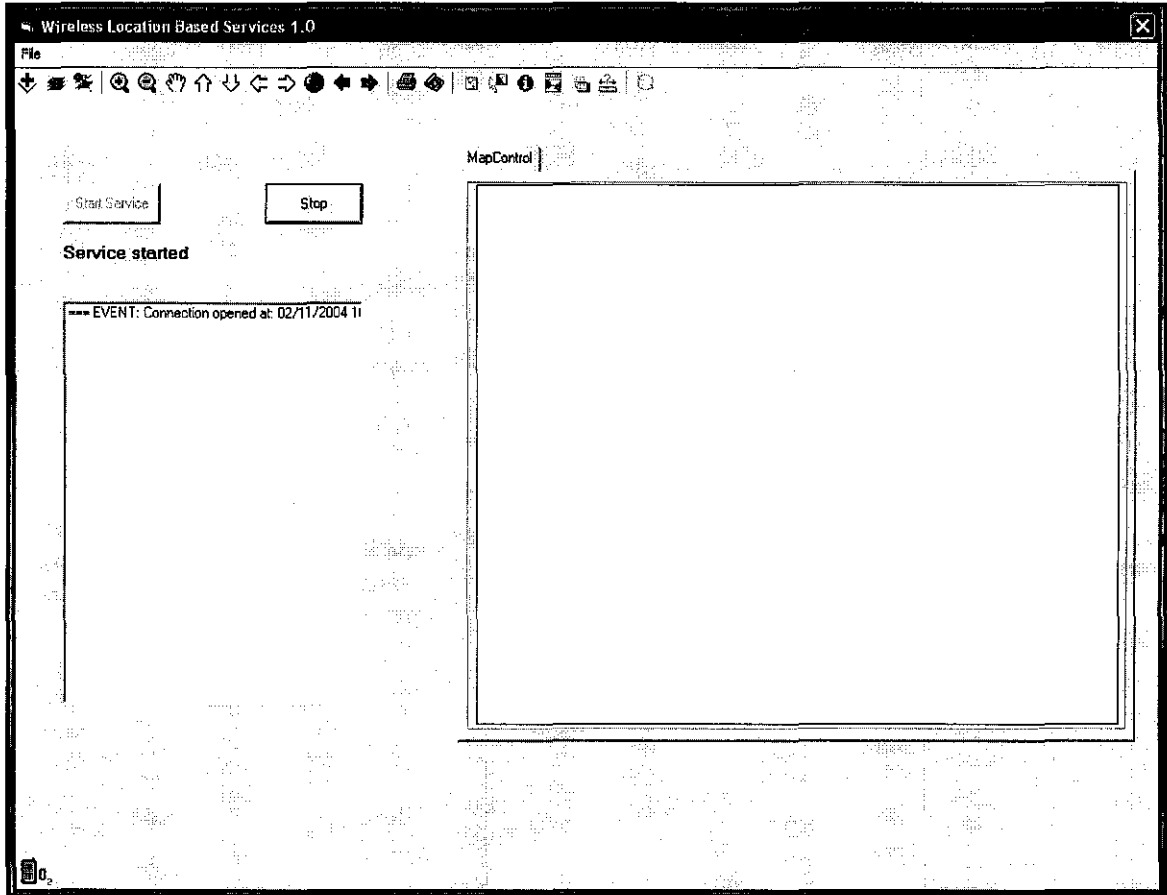 Wireless Location Based Services 1.0
File
MapControl
Start Service
Stop
Service started
=== EVENT: Connection opened at: 02/11/2004
O2